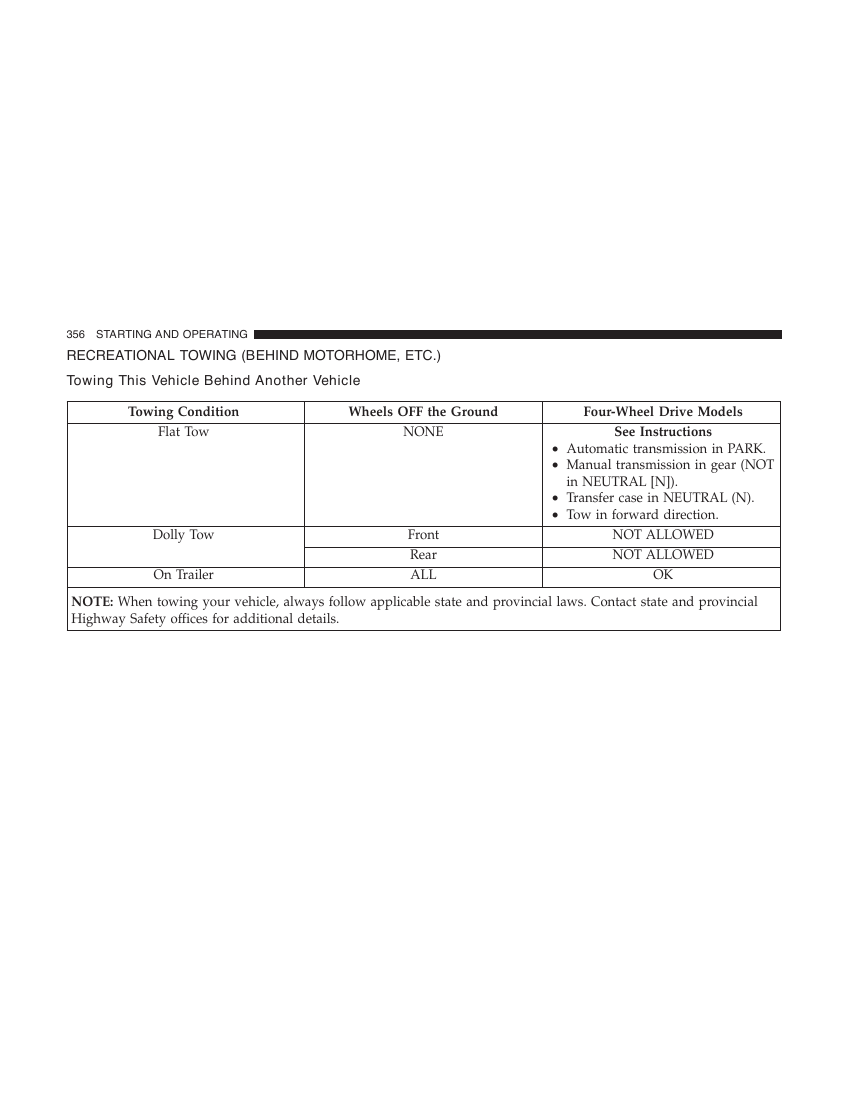 356 STARTING AND OPERATING
RECREATIONAL TOWING (BEHIND MOTORHOME, ETC.)
Towing This Vehicle Behind Another Vehicle
Towing Condition Wheels OFF the Ground Four-Wheel Drive Models
Flat Tow NONE See Instructions
• Automatic transmission in PARK.
• Manual transmission in gear (NOT
in NEUTRAL [N]).
• Transfer case in NEUTRAL (N).
• Tow in forward direction.
Dolly Tow Front NOT ALLOWED
Rear NOT ALLOWED
On Trailer ALL OK
NOTE: When towing your vehicle, always follow applicable state and provincial laws. Contact state and provincial
Highway Safety offices for additional details.